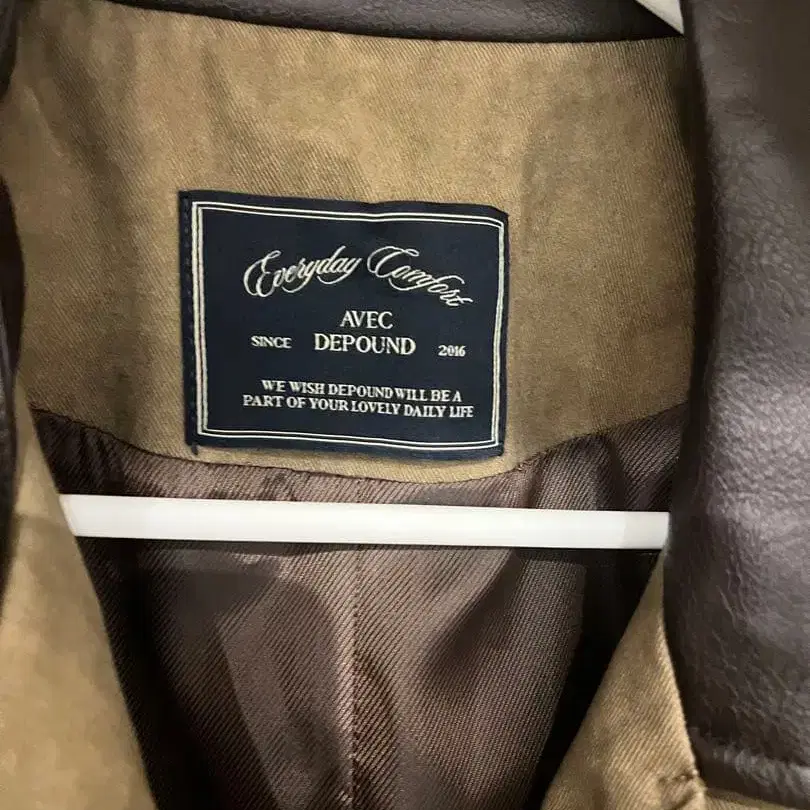 Everyday Comfort
AVEC
SINCE DEPOUND 2016
WE WISH DEPOUND WILL BE A
PART OF YOUR LOVELY DAILY LIFE